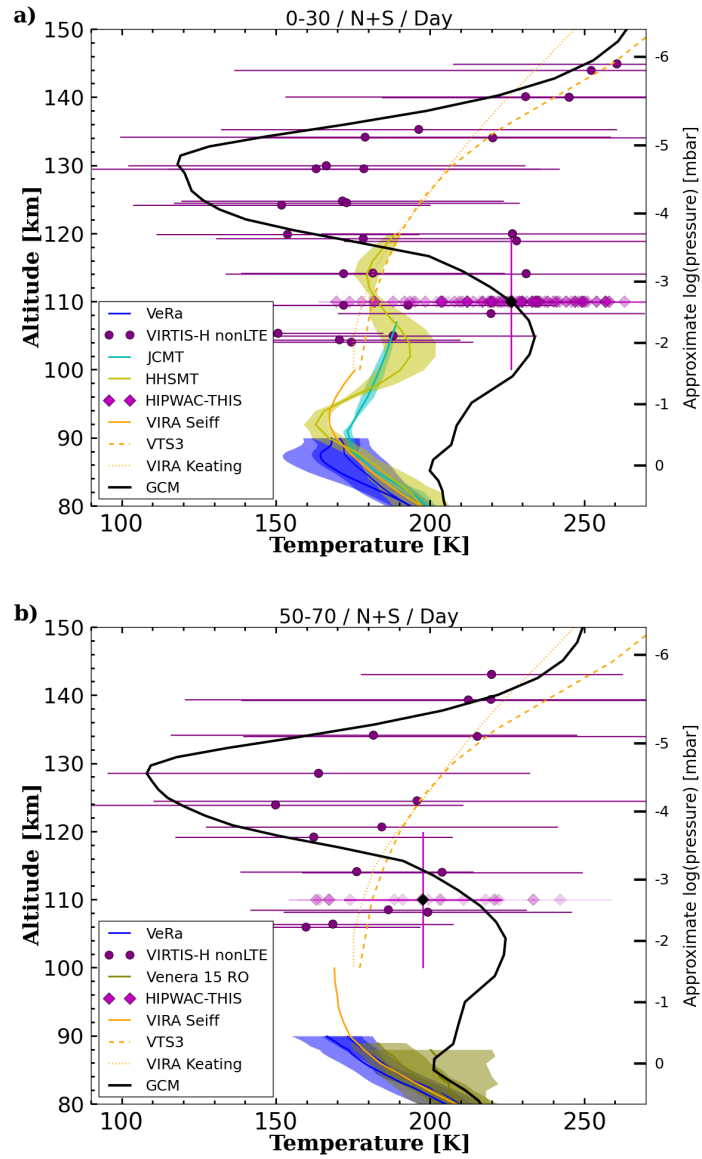 a)
0-30 / N+S / Day
150
140
130
120
110
100
90
80
Altitude [km]
-6
-5
-4
-3
-2
-1
0
Approximate log(pressure) [mbar]
VeRa
VIRTIS-H nonLTE
JCMT
HHSMT
HIPWAC-THIS
VIRA Seiff
VTS3
VIRA Keating
GCM
100
150
200
250
Temperature [K]
b)
50-70 / N+S / Day
150
140
130
120
110
100
90
80
Altitude [km]
-6
-5
-4
-3
-2
-1
0
Approximate log(pressure) [mbar]
VeRa
VIRTIS-H nonLTE
Venera 15 RO
HIPWAC-THIS
VIRA Seiff
VTS3
VIRA Keating
GCM
100
150
200
250
Temperature [K]